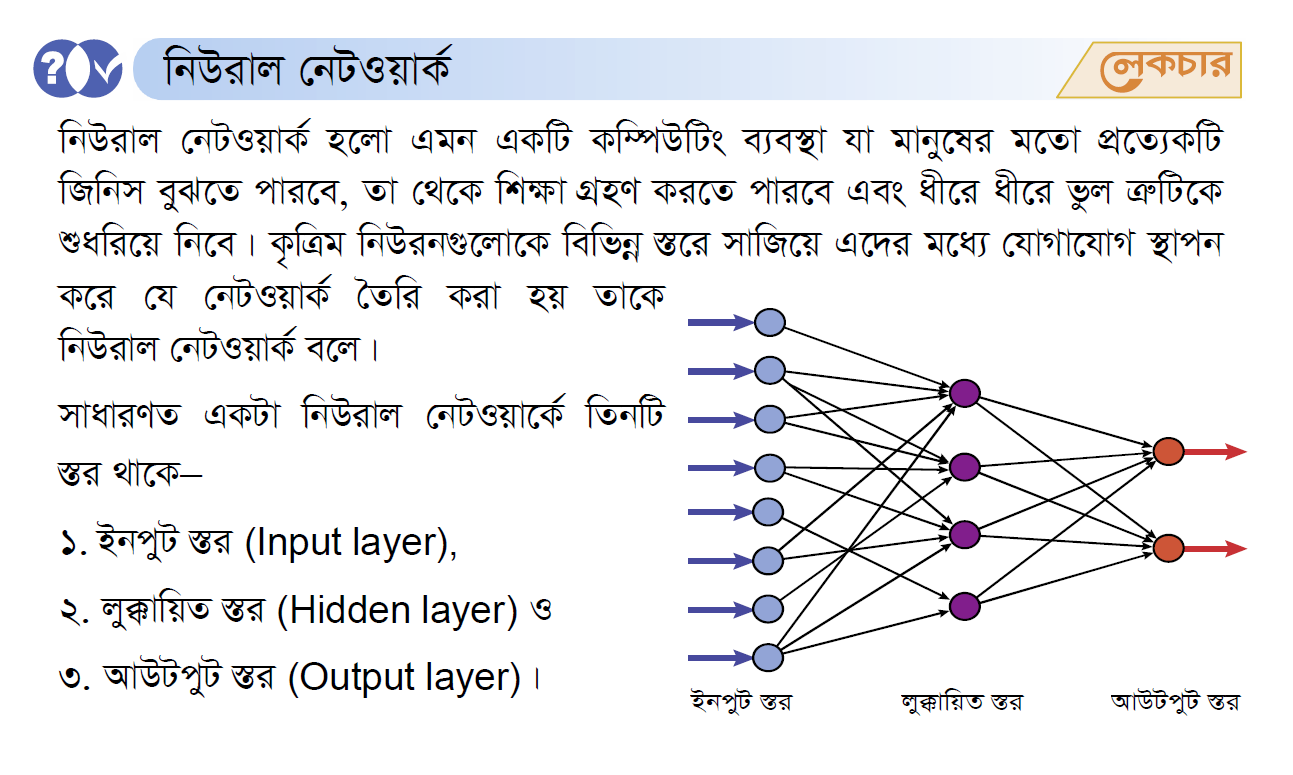 ?
নিউরাল নেটওয়ার্ক
লেকচার
নিউরাল নেটওয়ার্ক হলো এমন একটি কম্পিউটিং ব্যবস্থা যা মানুষের মতো প্রত্যেকটি
জিনিস বুঝতে পারবে, তা থেকে শিক্ষা গ্রহণ করতে পারবে এবং ধীরে ধীরে ভুল ত্রুটিকে
শুধরিয়ে নিবে। কৃত্রিম নিউরনগুলোকে বিভিন্ন স্তরে সাজিয়ে এদের মধ্যে যোগাযোগ স্থাপন
করে যে নেটওয়ার্ক তৈরি করা হয় তাকে
নিউরাল নেটওয়ার্ক বলে।
সাধারণত একটা নিউরাল নেটওয়ার্কে তিনটি
স্তর থাকে–
১. ইনপুট স্তর (Input layer),
২. লুক্কায়িত স্তর (Hidden layer) ও
৩. আউটপুট স্তর (Output layer)।
ইনপুট স্তর
লুক্কায়িত স্তর
আউটপুট স্তর